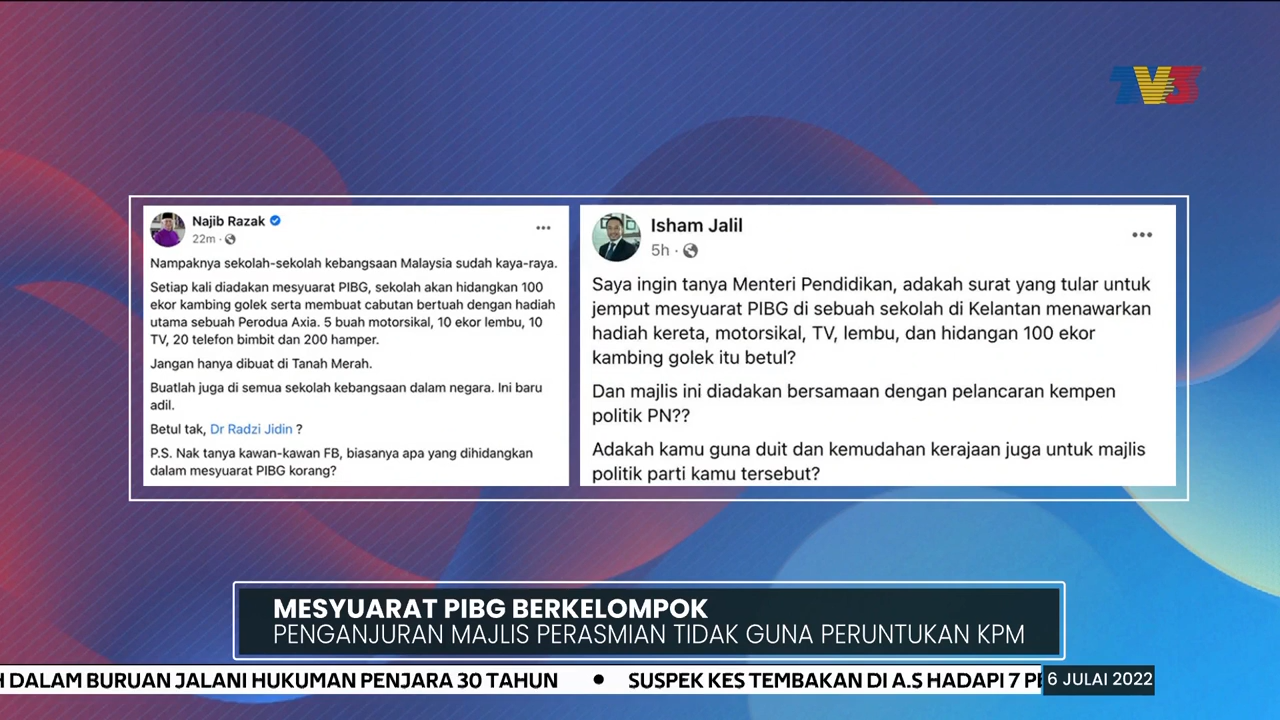 TV3
Najib Razak
22m
Nampaknya sekolah-sekolah kebangsaan Malaysia sudah kaya-raya.
Setiap kali diadakan mesyuarat PIBG, sekolah akan hidangkan 100
ekor kambing golek serta membuat cabutan bertuah dengan hadiah
utama sebuah Perodua Axia. 5 buah motorsikal, 10 ekor lembu, 10
TV, 20 telefon bimbit dan 200 hamper.
Jangan hanya dibuat di Tanah Merah.
Buatlah juga di semua sekolah kebangsaan dalam negara. Ini baru
adil.
Betul tak, Dr Radzi Jidin ?
P.S. Nak tanya kawan-kawan FB, biasanya apa yang dihidangkan
dalam mesyuarat PIBG korang?
Isham Jalil
5h
Saya ingin tanya Menteri Pendidikan, adakah surat yang tular untuk
jemput mesyuarat PIBG di sebuah sekolah di Kelantan menawarkan
hadiah kereta, motorsikal, TV, lembu, dan hidangan 100 ekor
kambing golek itu betul?
Dan majlis ini diadakan bersamaan dengan pelancaran kempen
politik PN??
Adakah kamu guna duit dan kemudahan kerajaan juga untuk majlis
politik parti kamu tersebut?
MESYUARAT PIBG BERKELOMPOK
PENGANJURAN MAJLIS PERASMIAN TIDAK GUNA PERUNTUKAN KPM
H DALAM BURUAN JALANI HUKUMAN PENJARA 30 TAHUN • SUSPEK KES TEMBAKAN DI A.S HADAPI 7 PE
6 JULAI 2022